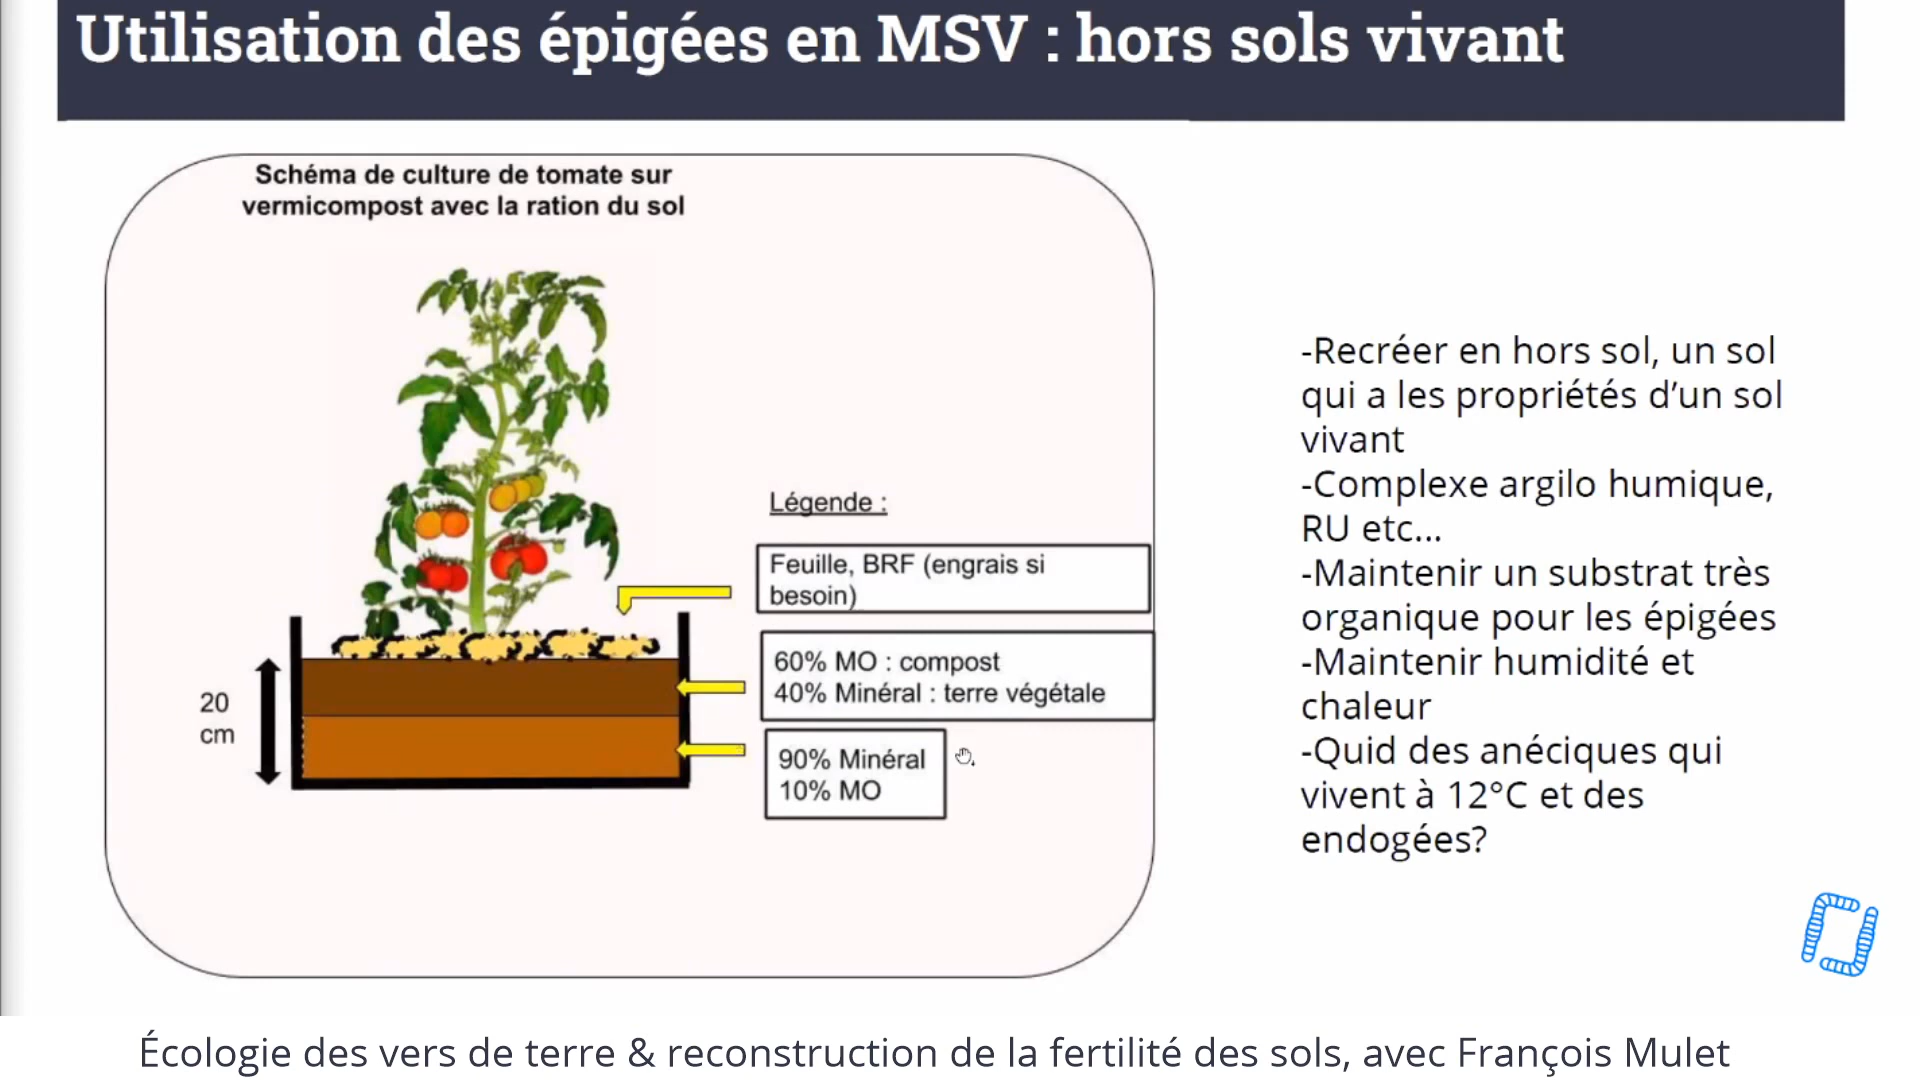 Utilisation des épigées en MSV : hors sols vivant
Schéma de culture de tomate sur
vermicompost avec la ration du sol
Légende :
Feuille, BRF (engrais si
besoin)
60% MO : compost
40% Minéral : terre végétale
90% Minéral
10% MO
20
cm
-Recréer en hors sol, un sol
qui a les propriétés d’un sol
vivant
-Complexe argilo humique,
RU etc...
-Maintenir un substrat très
organique pour les épigées
-Maintenir humidité et
chaleur
-Quid des anéciques qui
vivent à 12°C et des
endogées?
Écologie des vers de terre & reconstruction de la fertilité des sols, avec François Mulet